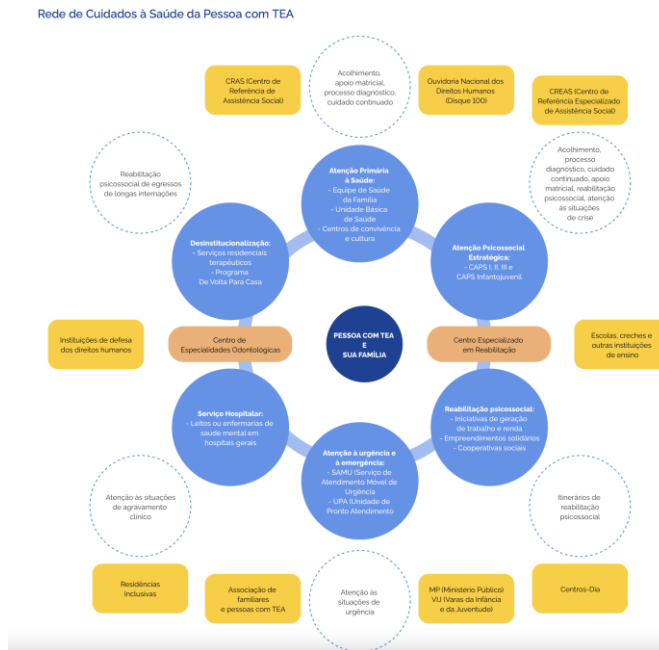 Rede de Cuidados à Saúde da Pessoa com TEA
CRAS (Centro
de Referência de
Assistência Social)
Acolhimento,
apoio matricial,
processo diagnóstico,
cuidado continuado
Ouvidoria Nacional dos
Direitos Humanos
(Disque 100)
CREAS (Centro de
Referência Especializado
de Assistência Social)
Reabilitação
psicossocial de egressos
de longas internações
Atenção Primária
à Saúde:
- Equipe de Saúde
da Família
- Unidade Básica
de Saúde
- Centros de convivência
e cultura
Acolhimento,
processo
diagnóstico, cuidado
continuado, apoio
matricial, reabilitação
psicossocial, atenção
às situações
de crise
Desinstitucionalização:
- Serviços residenciais
terapêuticos
- Programa
De Volta Para Casa
Atenção Psicossocial
Estratégica:
- CAPS I, II, III e
CAPS Infantojuvenil
Instituições de defesa
dos direitos humanos
Centro de
Especialidades Odontológicas
PESSOA COM TEA
E
SUA FAMÍLIA
Centro Especializado
em Reabilitação
Escolas, creches e
outras instituições
de ensino
Serviço Hospitalar:
- Leitos ou enfermarias de
saúde mental em
hospitais gerais
Reabilitação psicossocial:
- Iniciativas de geração
de trabalho e renda
- Empreendimentos solidários
- Cooperativas sociais
Atenção à urgência e
à emergência:
- SAMU (Serviço de
Atendimento Móvel de
Urgência
- UPA (Unidade de
Pronto Atendimento
Atenção às situações
de agravamento
clínico
Itinerários de
reabilitação
psicossocial
Residências
Inclusivas
Associação de
familiares
e pessoas com TEA
Atenção às
situações de
urgência
MP (Ministério Público)
VIJ (Varas da Infância
e da Juventude)
Centros-Dia